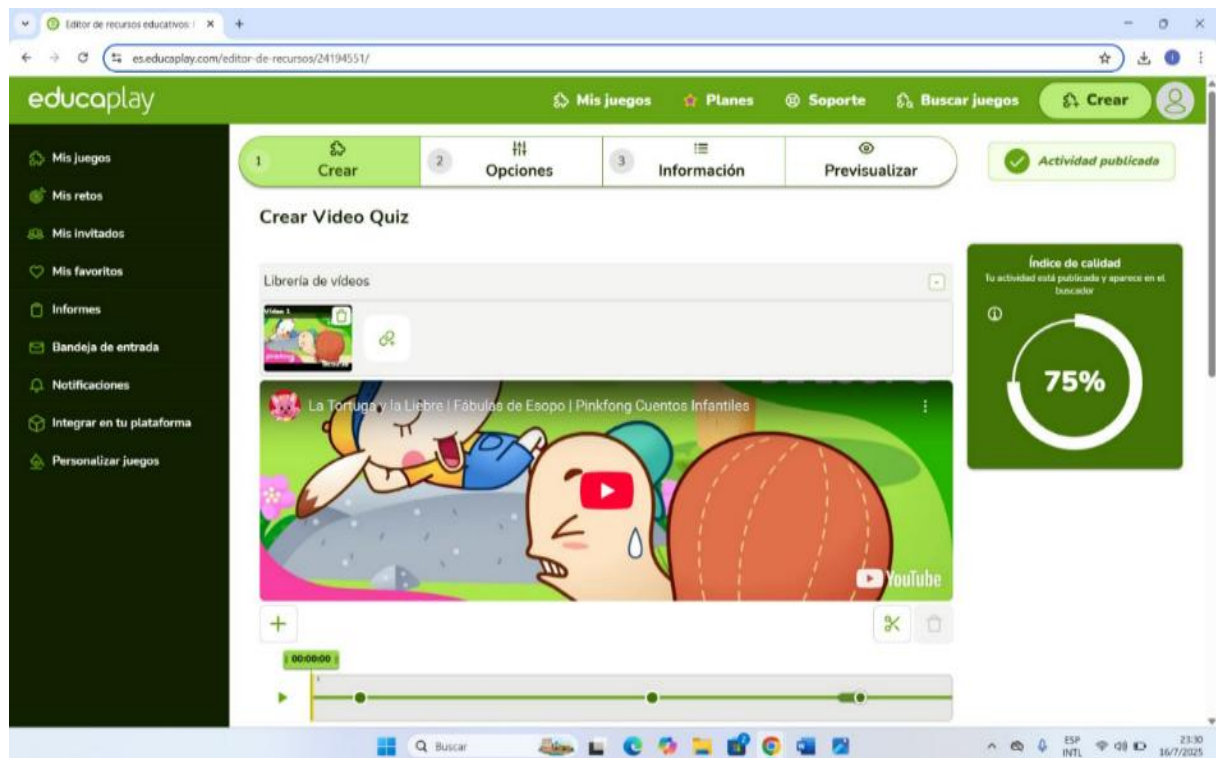 Editor de recursos educativos: 
es.educaplay.com/editor-de-recursos/24194551/
educaplay
Mis juegos
Planes
Soporte
Buscar juegos
Crear
Mis juegos
Mis retos
Mis invitados
Mis favoritos
Informes
Bandeja de entrada
Notificaciones
Integrar en tu plataforma
Personalizar juegos
1 Crear
2 Opciones
3 Información
Previsualizar
Actividad publicada
Crear Video Quiz
Índice de calidad
Tu actividad está publicada y aparece en el
buscador
75%
Librería de vídeos
Vídeo 1
pinkfong
La Tortuga y la Liebre | Fábulas de Esopo | Pinkfong Cuentos Infantiles
YouTube
00:00:00
Buscar
ESP
INTL
23:30
16/7/2025